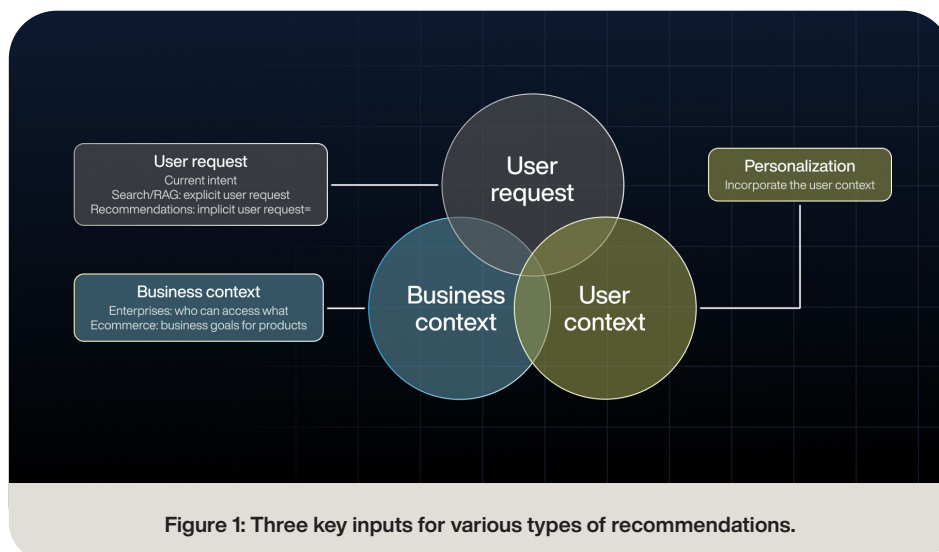 User request
Current intent
Search/RAG: explicit user request
Recommendations: implicit user request=
Business context
Enterprises: who can access what
Ecommerce: business goals for products
User
request
Business
context
User
context
Personalization
Incorporate the user context
Figure 1: Three key inputs for various types of recommendations.